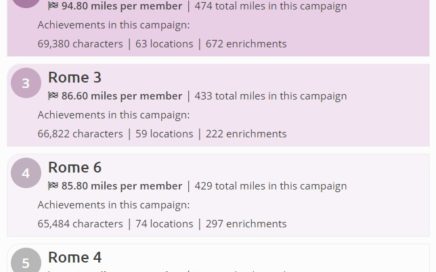 94.80 miles per member | 474 total miles in this campaign
Achievements in this campaign:
69,380 characters | 63 locations | 672 enrichments
3
Rome 3
86.60 miles per member | 433 total miles in this campaign
Achievements in this campaign:
66,822 characters | 59 locations | 222 enrichments
4
Rome 6
85.80 miles per member | 429 total miles in this campaign
Achievements in this campaign:
65,484 characters | 74 locations | 297 enrichments
5
Rome 4